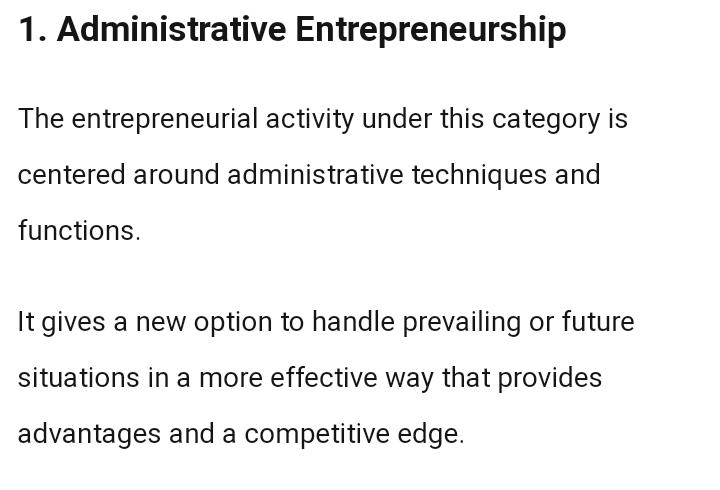 1. Administrative Entrepreneurship
The entrepreneurial activity under this category is
centered around administrative techniques and
functions.
It gives a new option to handle prevailing or future
situations in a more effective way that provides
advantages and a competitive edge.